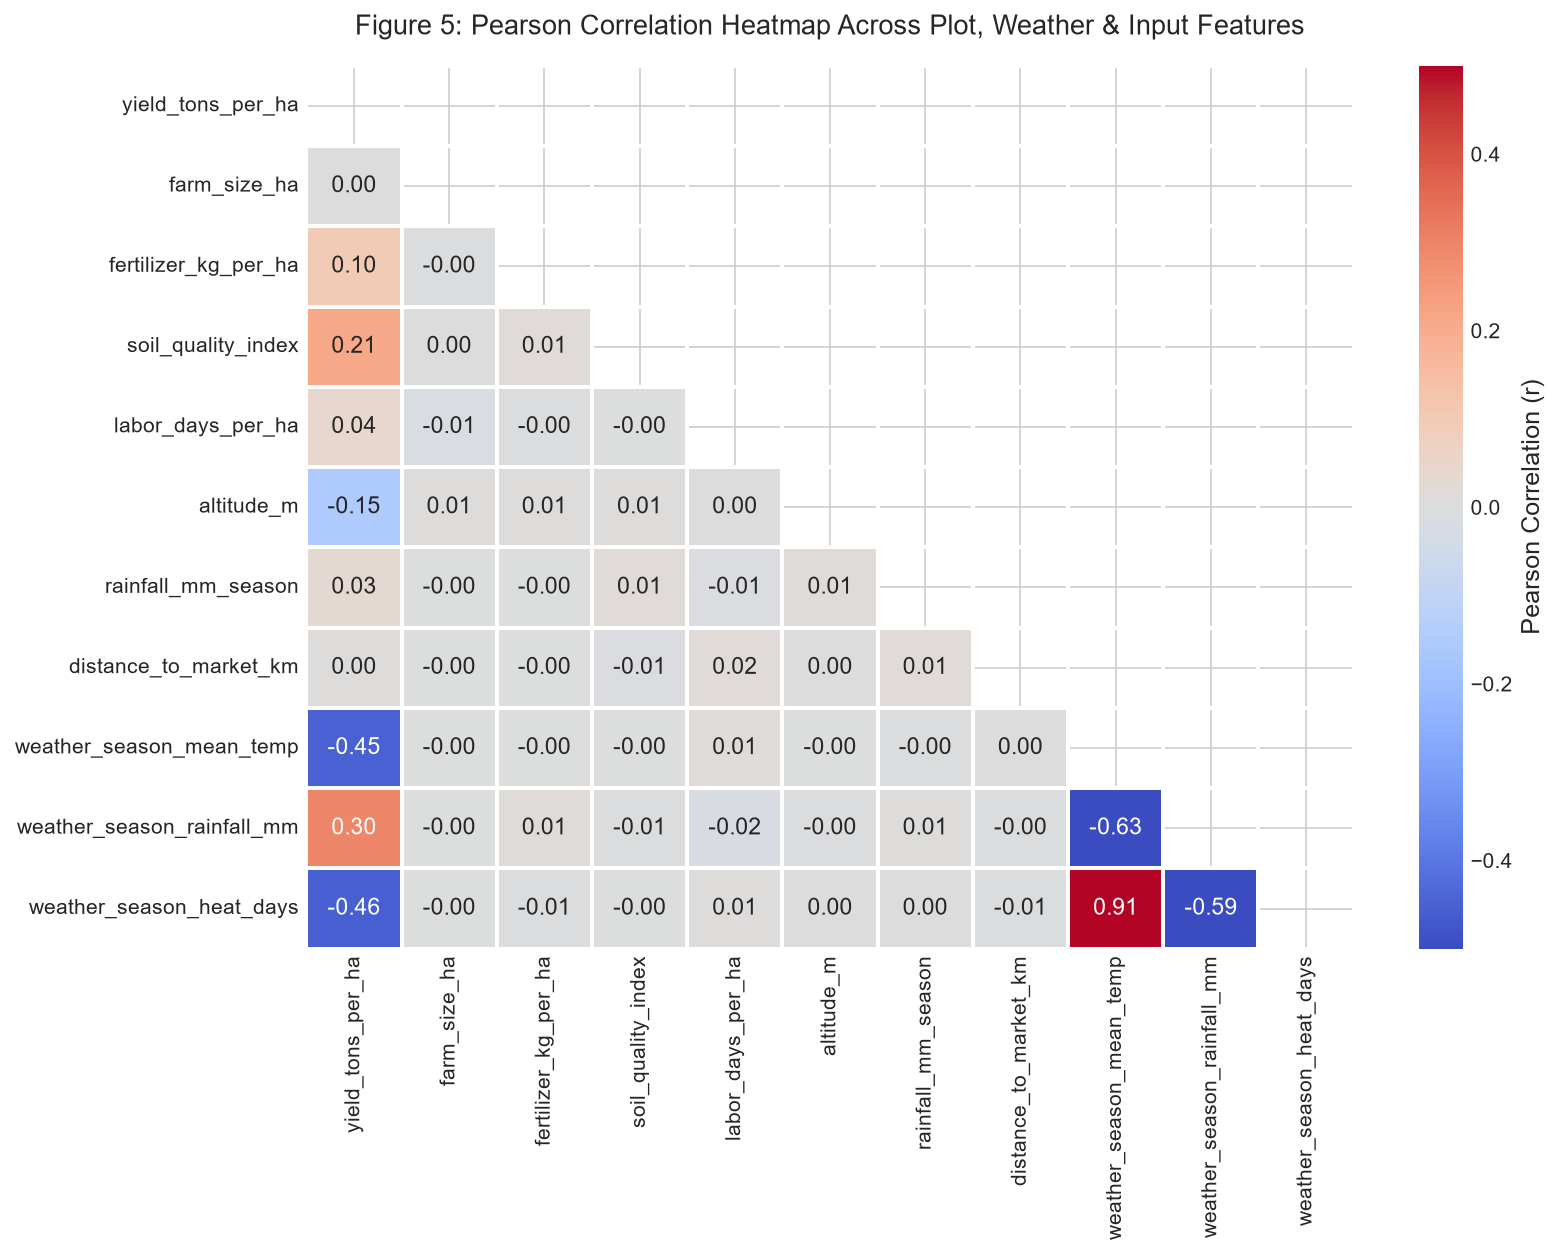 Figure 5: Pearson Correlation Heatmap Across Plot, Weather & Input Features
yield_tons_per_ha
farm_size_ha 0.00
fertilizer_kg_per_ha 0.10 -0.00
soil_quality_index 0.21 0.00 0.01
labor_days_per_ha 0.04 -0.01 -0.00 -0.00
altitude_m -0.15 0.01 0.01 0.01 0.00
rainfall_mm_season 0.03 -0.00 -0.00 0.01 -0.01 0.01
distance_to_market_km 0.00 -0.00 -0.00 -0.01 0.02 0.00 0.01
weather_season_mean_temp -0.45 -0.00 -0.00 -0.00 0.01 -0.00 -0.00 0.00
weather_season_rainfall_mm 0.30 -0.00 0.01 -0.01 -0.02 -0.00 0.01 -0.00 -0.63
weather_season_heat_days -0.46 -0.00 -0.01 -0.00 0.01 0.00 0.00 -0.01 0.91 -0.59
yield_tons_per_ha
farm_size_ha
fertilizer_kg_per_ha
soil_quality_index
labor_days_per_ha
altitude_m
rainfall_mm_season
distance_to_market_km
weather_season_mean_temp
weather_season_rainfall_mm
weather_season_heat_days
0.4
0.2
0.0
−0.2
−0.4
Pearson Correlation (r)